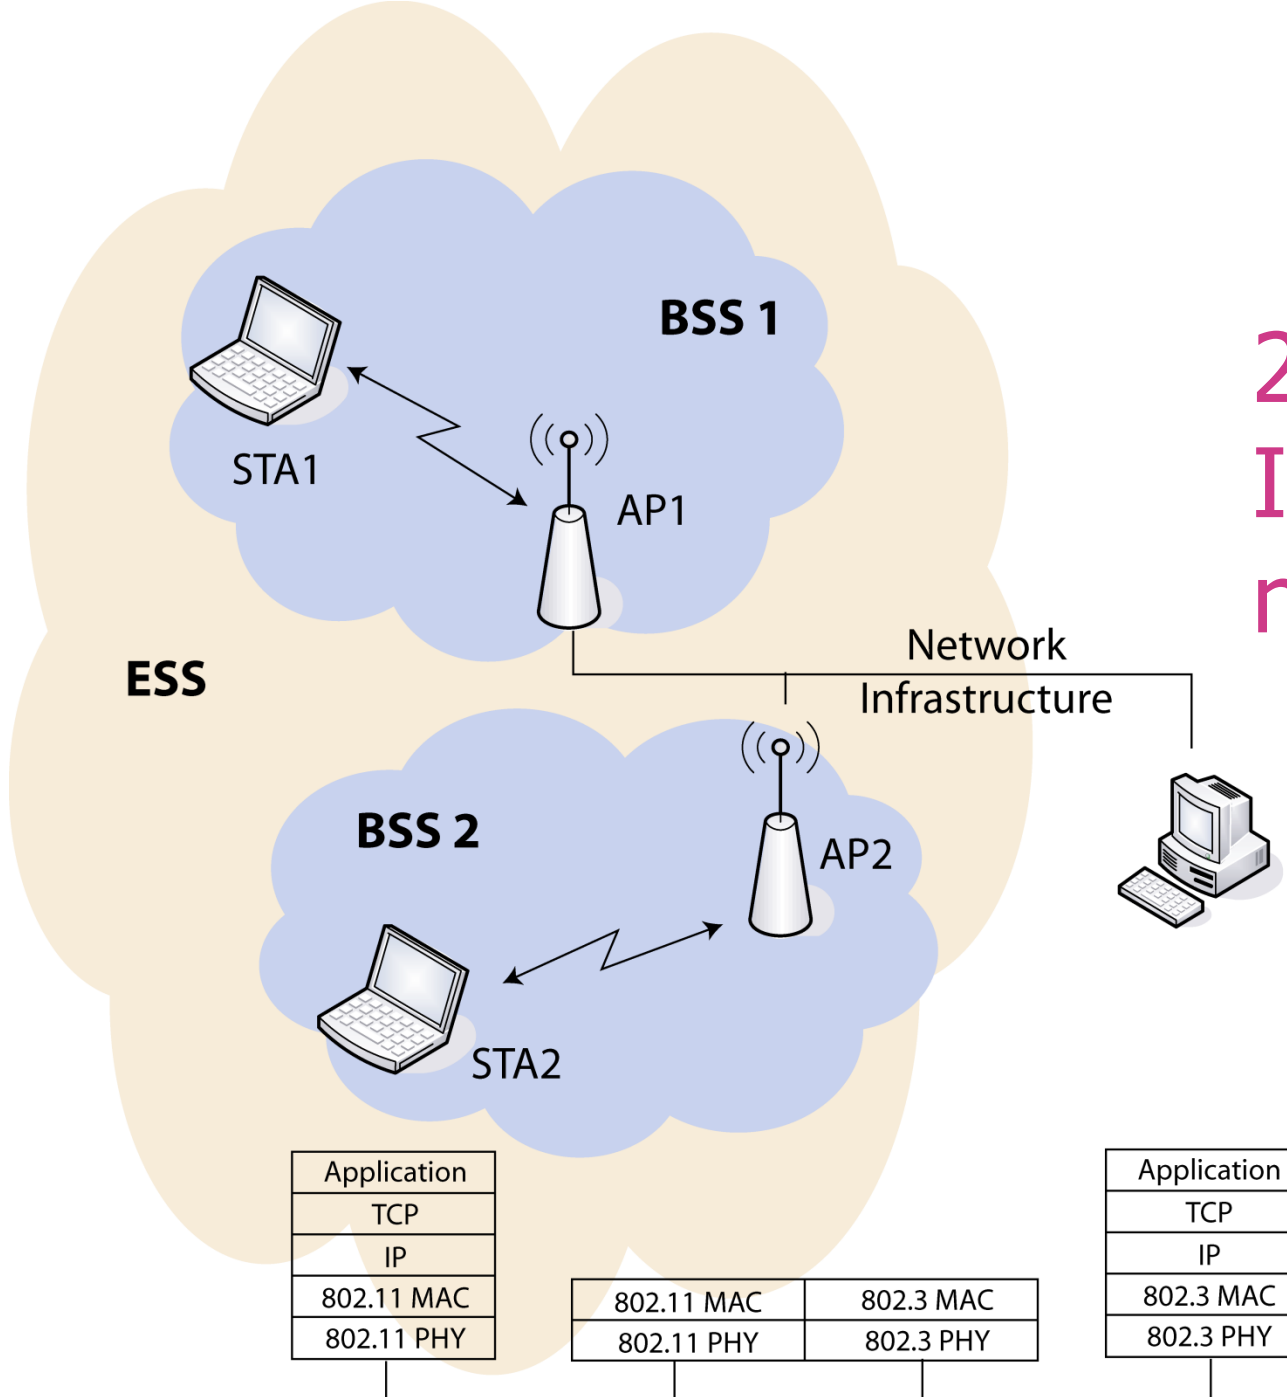 BSS 1
STA1
AP1
2
I
Network
Infrastructure
ESS
BSS 2
AP2
STA2
Application
TCP
IP
802.11 MAC
802.11 PHY
802.11 MAC
802.3 MAC
802.11 PHY
802.3 PHY
Application
TCP
IP
802.3 MAC
802.3 PHY